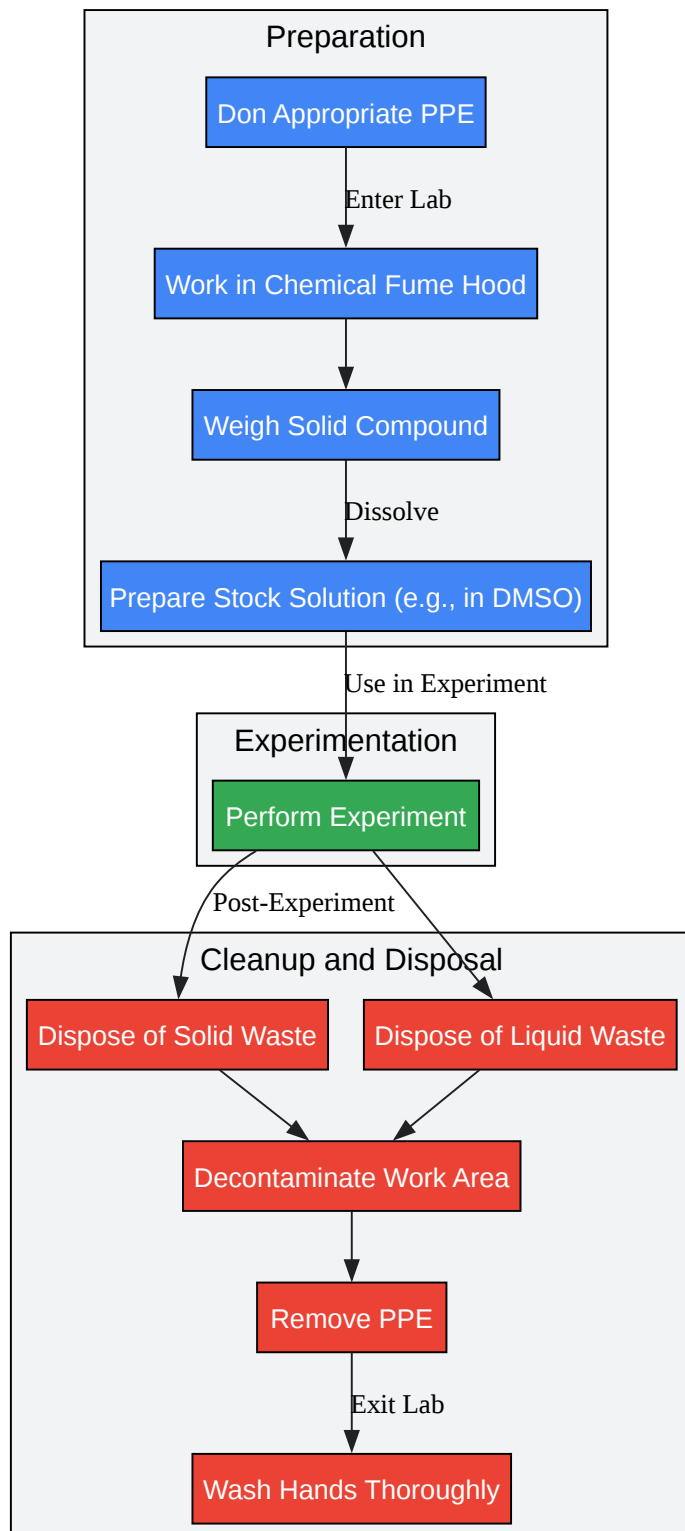 Preparation
Don Appropriate PPE
Enter Lab
Work in Chemical Fume Hood
Weigh Solid Compound
Dissolve
Prepare Stock Solution (e.g., in DMSO)
Use in Experiment
Experimentation
Perform Experiment
Post-Experiment
Cleanup and Disposal
Dispose of Solid Waste
Dispose of Liquid Waste
Decontaminate Work Area
Remove PPE
Exit Lab
Wash Hands Thoroughly